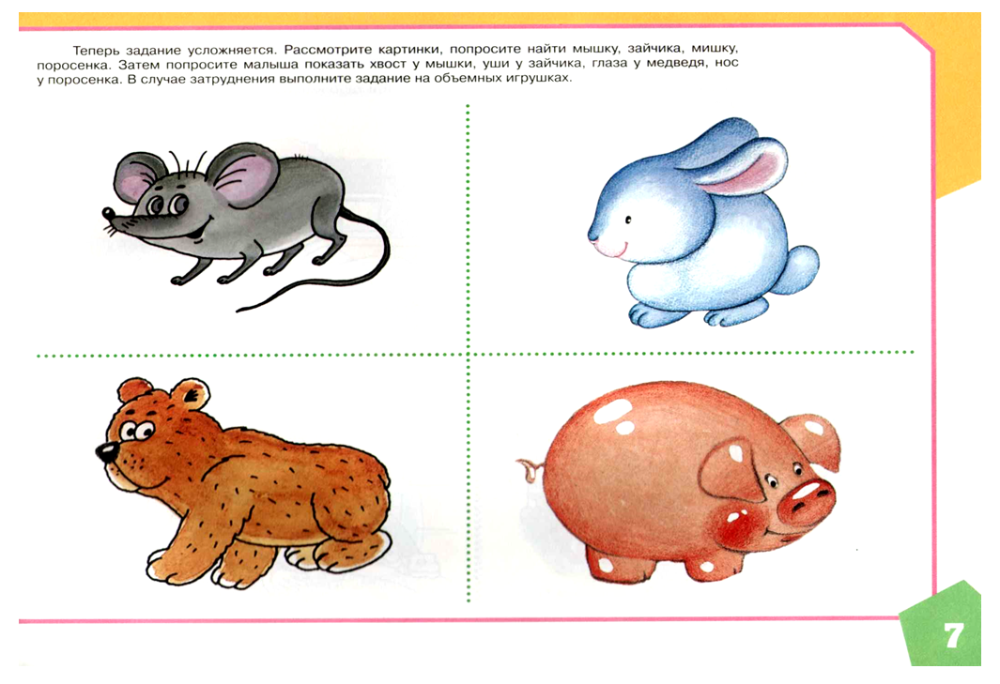 Теперь задание усложняется. Рассмотрите картинки, попросите найти мышку, зайчика, мишку,
поросенка. Затем попросите малыша показать хвост у мышки, уши у зайчика, глаза у медведя, нос
у поросенка. В случае затруднения выполните задание на объемных игрушках.
7